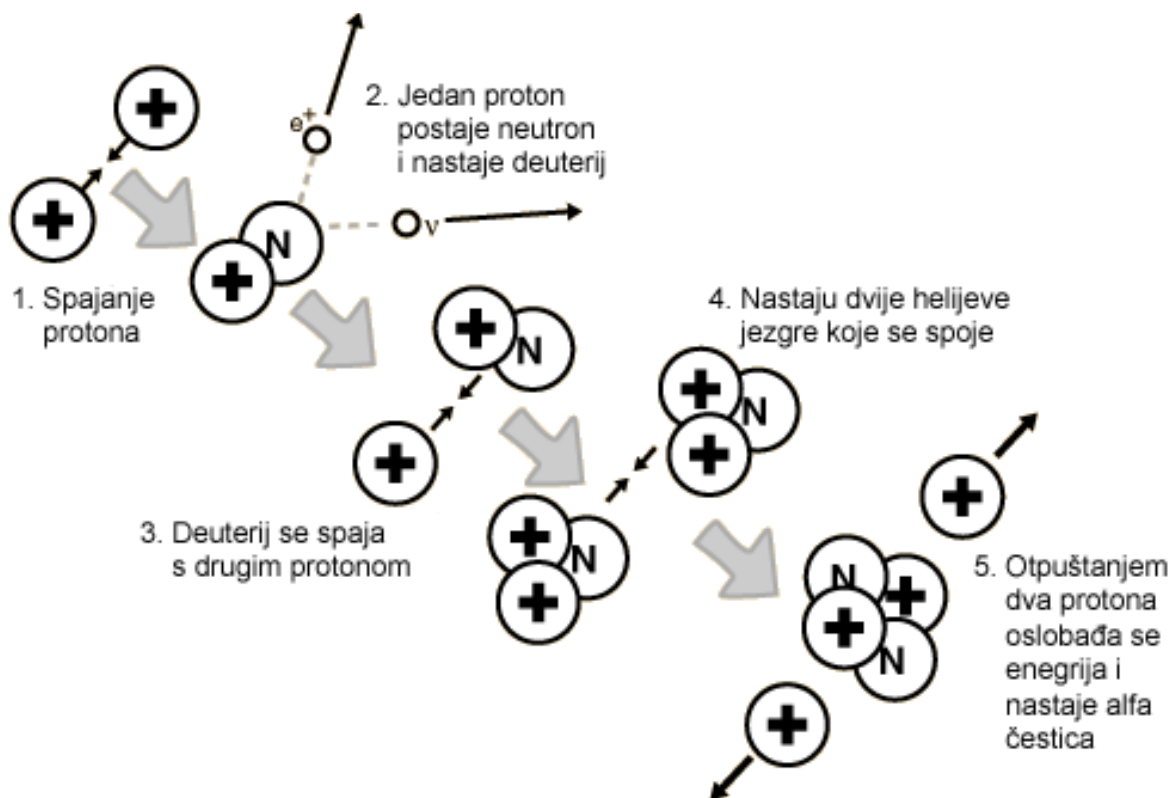 e+
2. Jedan proton
postaje neutron
i nastaje deuterij
ν
N
1. Spajanje
protona
N
4. Nastaju dvije helijeve
jezgre koje se spoje
N
3. Deuterij se spaja
s drugim protonom
N
N
N
5. Otpuštanjem
dva protona
oslobađa se
enegrija i
nastaje alfa
čestica